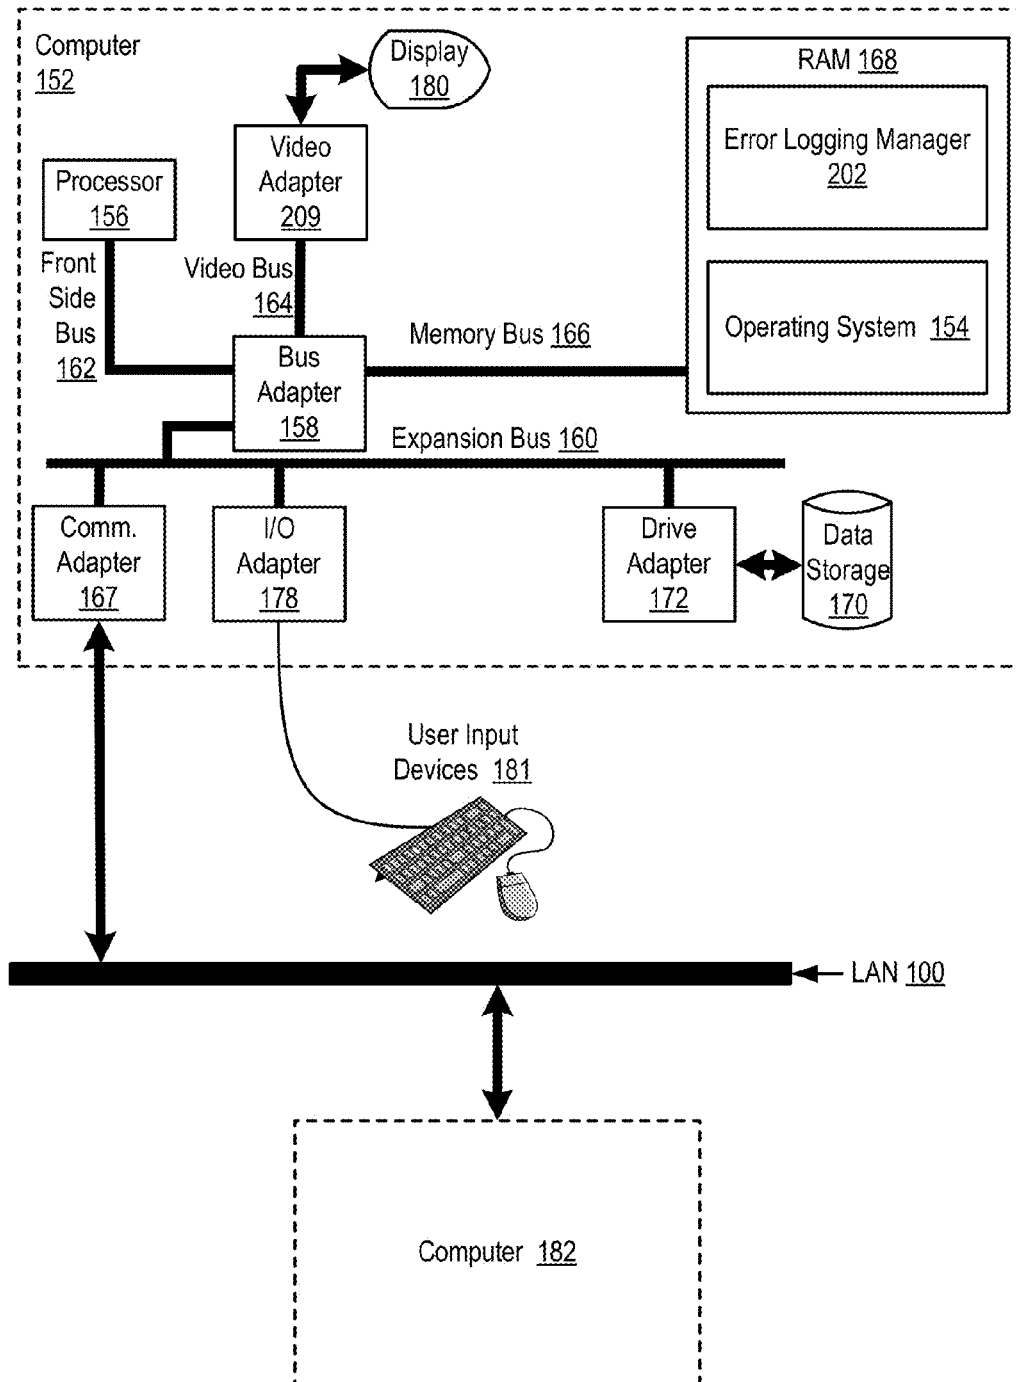 Computer
152
Display
180
RAM 168
Error Logging Manager
202
Operating System 154
Video
Adapter
209
Processor
156
Front
Side
Bus
162
Video Bus
164
Memory Bus 166
Bus
Adapter
158
Expansion Bus 160
Comm.
Adapter
167
I/O
Adapter
178
Drive
Adapter
172
Data
Storage
170
User Input
Devices 181
LAN 100
Computer 182